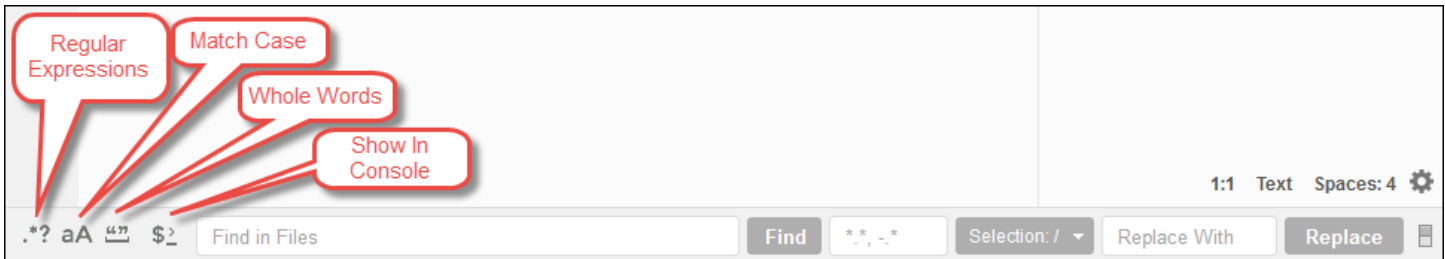 Regular
Expressions
Match Case
Whole Words
Show In
Console
1:1 Text Spaces: 4
.*? aA “” $> Find in Files Find *.*, -.* Selection: / Replace With Replace